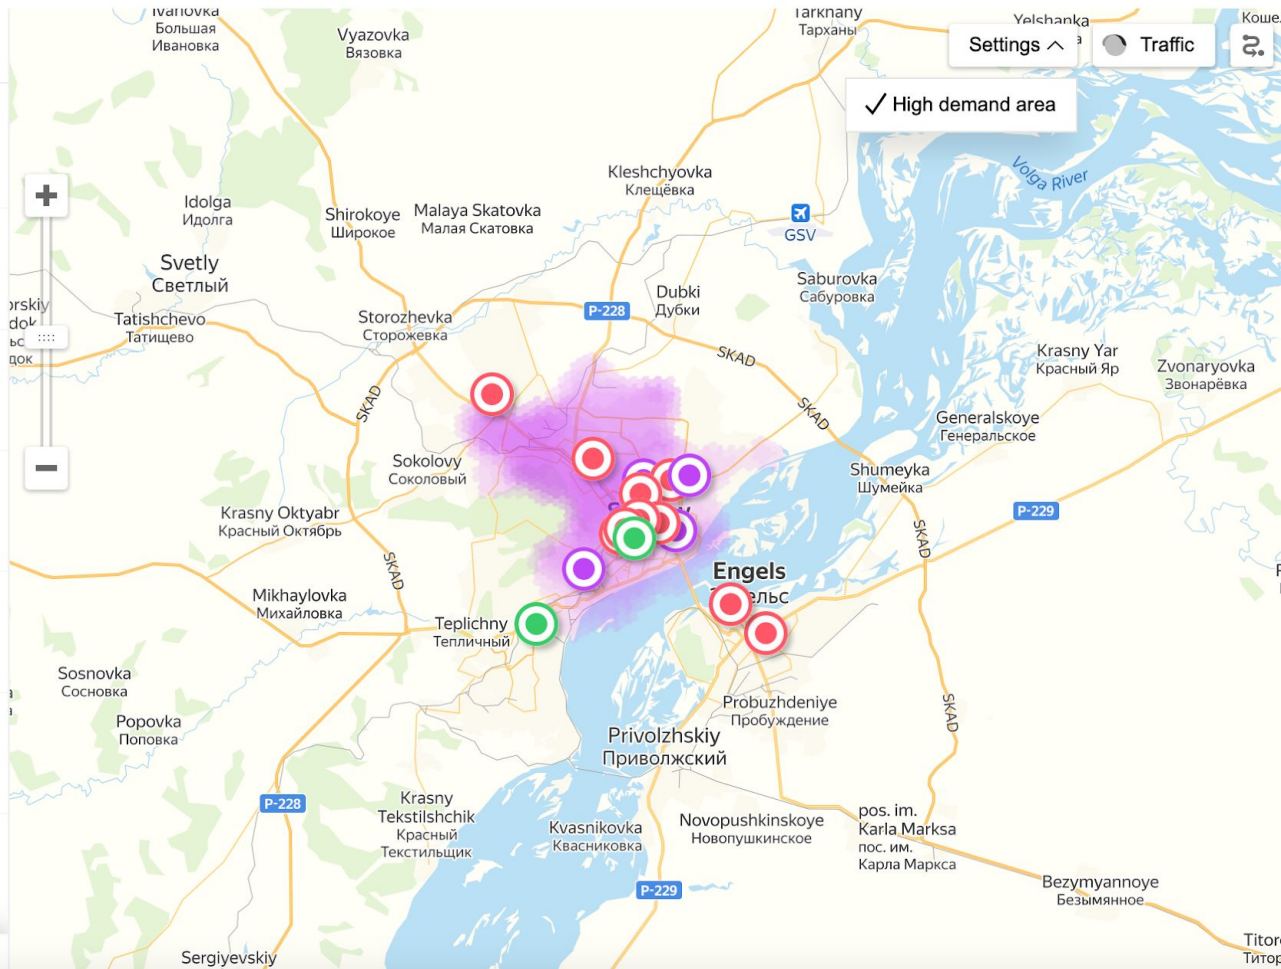 Ivanovka
Большая
Ивановка
Vyazovka
Вязовка
Tarkhany
Тарханы
Yelshanka
Settings
Traffic
High demand area
Volga River
Kleshchyovka
Клещёвка
Idolga
Идолга
Shirokoye
Широкое
Malaya Skatovka
Малая Скатовка
GSV
Svetly
Светлый
Saburovka
Сабуровка
Dubki
Дубки
P-228
Tatishchevo
Татищево
Storozhevka
Сторожевка
SKAD
Krasny Yar
Красный Яр
Zvonaryovka
Звонарёвка
SKAD
SKAD
Generalskoye
Генеральское
Sokolovy
Соколовый
Shumeyka
Шумейка
Krasny Oktyabr
Красный Октябрь
P-229
SKAD
SKAD
Engels
Mikhaylovka
Михайловка
Teplichny
Тепличный
Sosnovka
Сосновка
Probuzhdeniye
Пробуждение
SKAD
Popovka
Поповка
Privolzhskiy
Приволжский
P-228
Krasny
Tekstilshchik
Красный
Текстильщик
Kvasnikovka
Квасниковка
Novopushkinskoye
Новопушкинское
pos. im.
Karla Marksa
пос. им.
Карла Маркса
P-229
Bezymyannoye
Безымянное
Sergiyevskiy